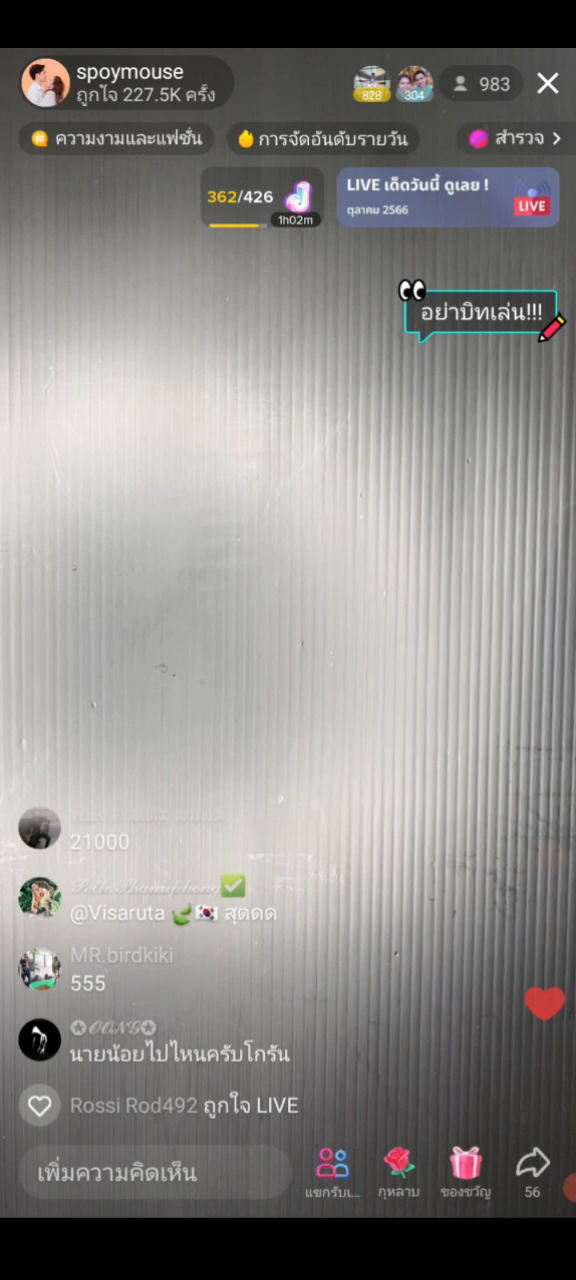 spoymouse
ถูกใจ 227.5K ครั้ง
828
304
983
ความงามและแฟชั่น
การจัดอันดับรายวัน
สำรวจ
362/426
1h02m
LIVE เด็ดวันนี้ ดูเลย !
ตุลาคม 2566
LIVE
อย่าบิทเล่น!!!
21000
@Visaruta สุดดด
MR.birdkiki
555
✪𝒪𝒪𝒩𝒢✪
นายน้อยไปไหนครับโกรัน
Rossi Rod492 ถูกใจ LIVE
เพิ่มความคิดเห็น
แขกรับเ...
กุหลาบ
ของขวัญ
56